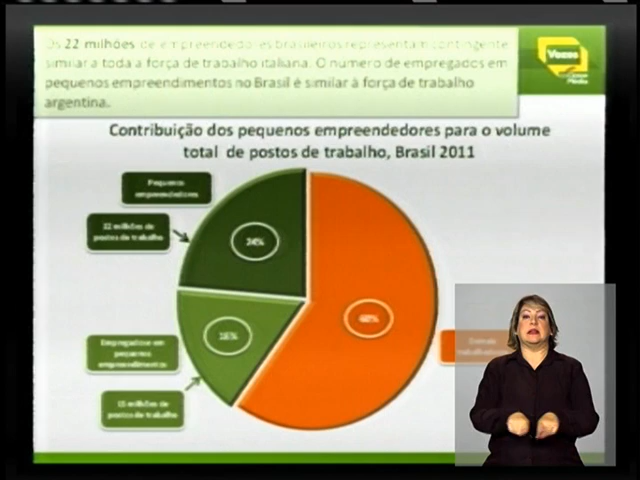 Os 22 milhões de empreendedores brasileiros representam contingente
similar a toda a força de trabalho italiana. O número de empregados em
pequenos empreendimentos no Brasil é similar à força de trabalho
argentina.
Vozes
Média
Contribuição dos pequenos empreendedores para o volume
total de postos de trabalho, Brasil 2011
Pequenos
empreendedores
22 milhões de
postos de trabalho
24%
60%
16%
Empregados em
pequenos
empreendimentos
15 milhões de
postos de trabalho
Demais